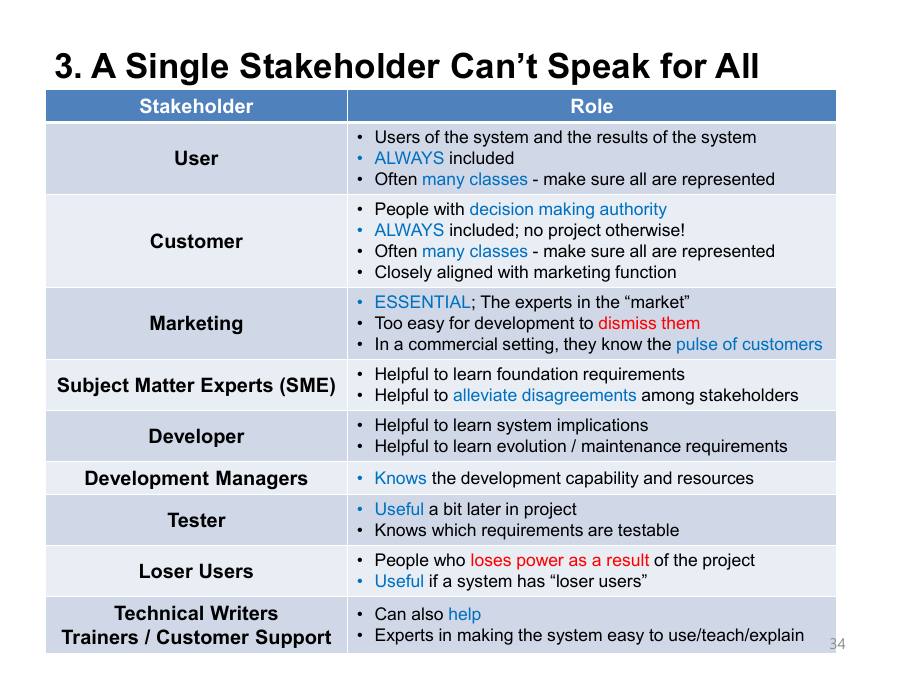 3. A Single Stakeholder Can’t Speak for All
Stakeholder
Role
User
• Users of the system and the results of the system
• ALWAYS included
• Often many classes - make sure all are represented
Customer
• People with decision making authority
• ALWAYS included; no project otherwise!
• Often many classes - make sure all are represented
• Closely aligned with marketing function
Marketing
• ESSENTIAL; The experts in the “market”
• Too easy for development to dismiss them
• In a commercial setting, they know the pulse of customers
Subject Matter Experts (SME)
• Helpful to learn foundation requirements
• Helpful to alleviate disagreements among stakeholders
Developer
• Helpful to learn system implications
• Helpful to learn evolution / maintenance requirements
Development Managers
• Knows the development capability and resources
Tester
• Useful a bit later in project
• Knows which requirements are testable
Loser Users
• People who loses power as a result of the project
• Useful if a system has “loser users”
Technical Writers
Trainers / Customer Support
• Can also help
• Experts in making the system easy to use/teach/explain
34